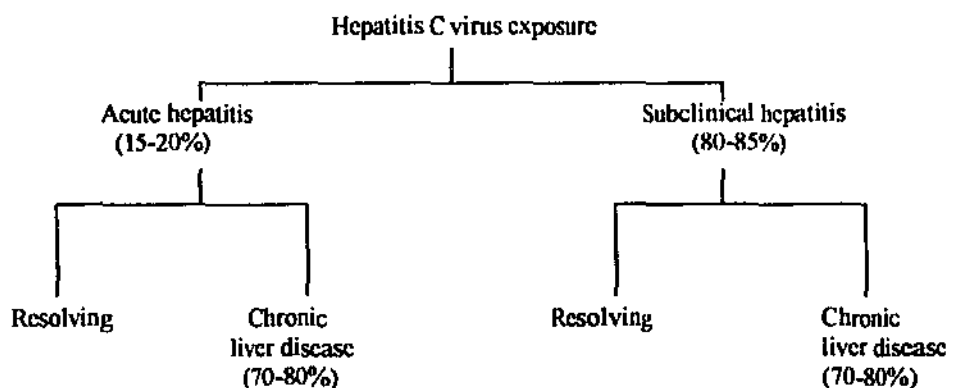 Hepatitis C virus exposure
Acute hepatitis
(15-20%)
Subclinical hepatitis
(80-85%)
Resolving
Chronic
liver disease
(70-80%)
Resolving
Chronic
liver disease
(70-80%)